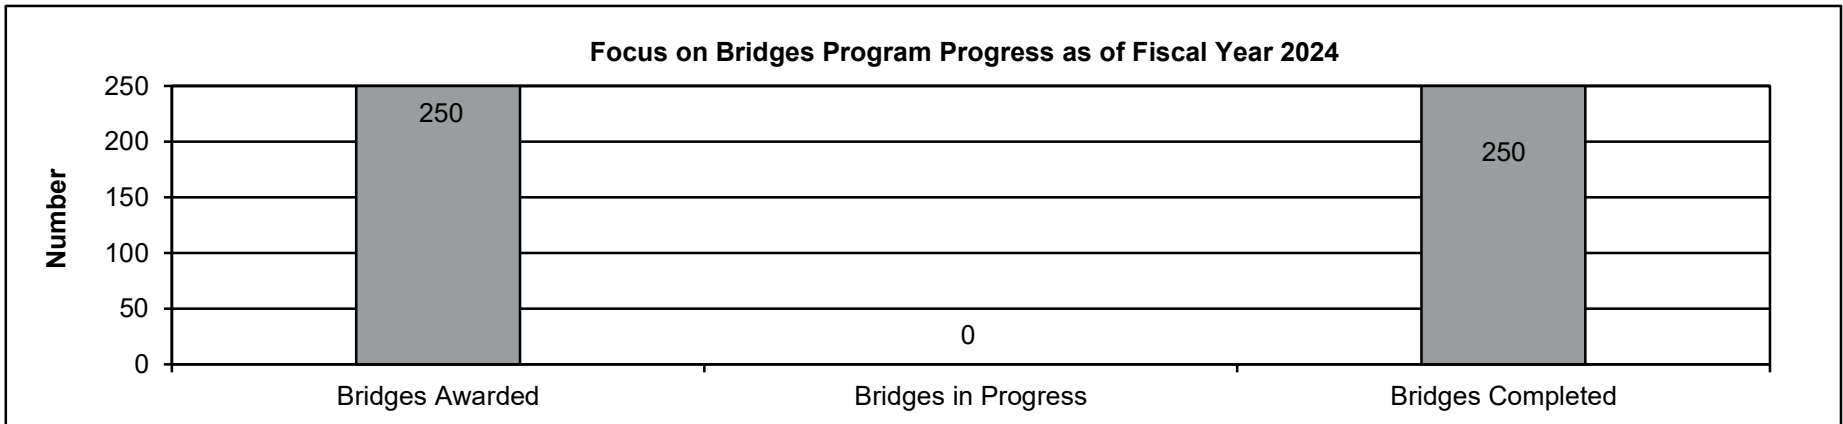 Focus on Bridges Program Progress as of Fiscal Year 2024
Number
250
200
150
100
50
0
250
0
250
Bridges Awarded
Bridges in Progress
Bridges Completed